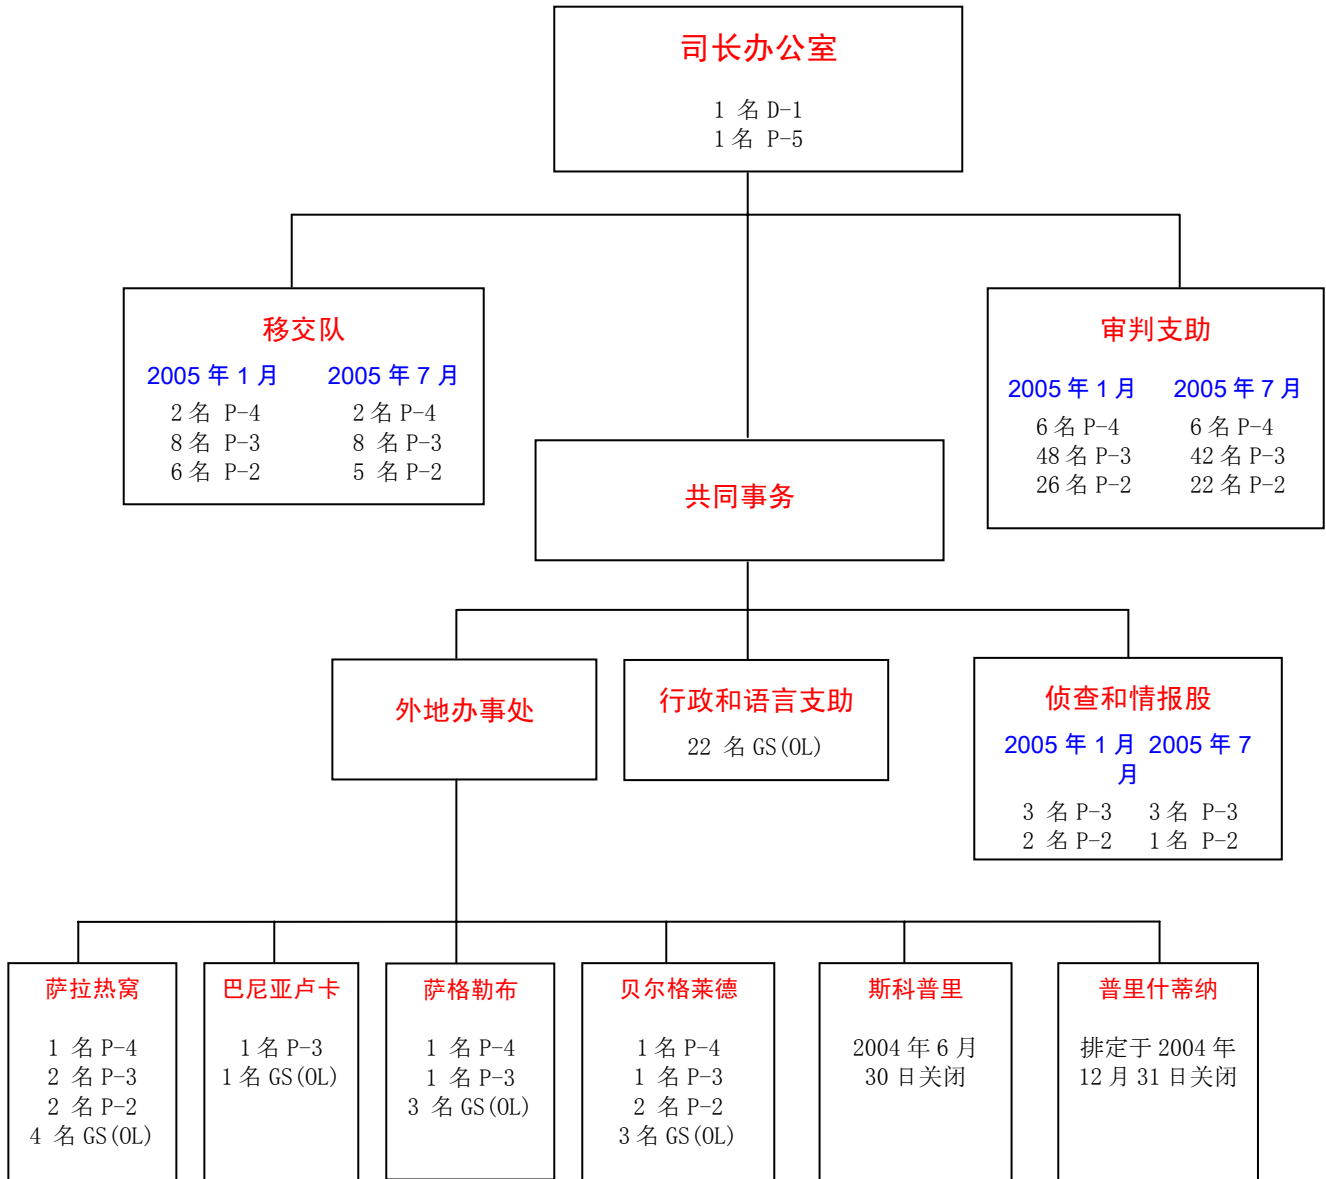 司长办公室
1 名 D-1
1名 P-5
移交队
2005 年 1 月 2005 年 7 月
2名 P-4 2名 P-4
8名 P-3 8 名 P-3
6名 P-2 5 名 P-2
审判支助
2005 年 1 月 2005 年 7 月
6名 P-4 6名 P-4
48名 P-3 42名 P-3
26名 P-2 22名 P-2
共同事务
外地办事处
行政和语言支助
22 名 GS(OL)
侦查和情报股
2005 年 1 月 2005 年 7
月
3 名 P-3 3名 P-3
2 名 P-2 1名 P-2
萨拉热窝
1 名 P-4
2 名 P-3
2 名 P-2
4 名 GS(OL)
巴尼亚卢卡
1名 P-3
1名 GS(OL)
萨格勒布
1 名 P-4
1 名 P-3
3 名 GS(OL)
贝尔格莱德
1名 P-4
1 名 P-3
2 名 P-2
3名 GS(OL)
斯科普里
2004 年 6 月
30 日关闭
普里什蒂纳
排定于 2004 年
12 月 31 日关闭